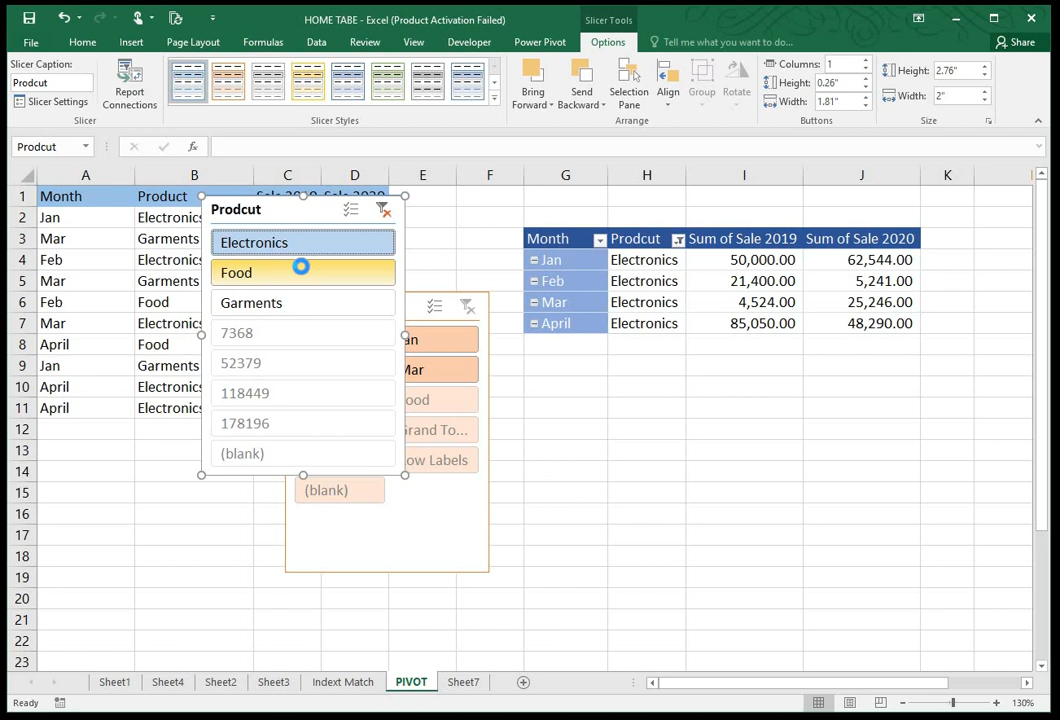 HOME TABE - Excel (Product Activation Failed)
Slicer Tools
File Home Insert Page Layout Formulas Data Review View Developer Power Pivot Options Tell me what you want to do... Share
Slicer Caption:
Prodcut
Slicer Settings
Report Connections
Bring Forward
Send Backward
Selection Pane
Align
Group
Rotate
Columns: 1
Height: 0.26"
Width: 1.81"
Height: 2.76"
Width: 2"
Slicer
Slicer Styles
Arrange
Buttons
Size
Prodcut
fx
A B C D E F G H I J K
1 Month Product Sale 2019 Sale 2020
2 Jan Electronics
3 Mar Garments
4 Feb Electronics
5 Mar Garments
6 Feb Food
7 Mar Electronics
8 April Food
9 Jan Garments
10 April Electronics
11 April Electronics
12
13
14
15
16
17
18
19
20
21
22
23
Prodcut
Electronics
Food
Garments
7368
52379
118449
178196
(blank)
an
Mar
ood
Grand To...
ow Labels
(blank)
Month Prodcut Sum of Sale 2019 Sum of Sale 2020
Jan Electronics 50,000.00 62,544.00
Feb Electronics 21,400.00 5,241.00
Mar Electronics 4,524.00 25,246.00
April Electronics 85,050.00 48,290.00
Sheet1 Sheet4 Sheet2 Sheet3 Indext Match PIVOT Sheet7
Ready
130%